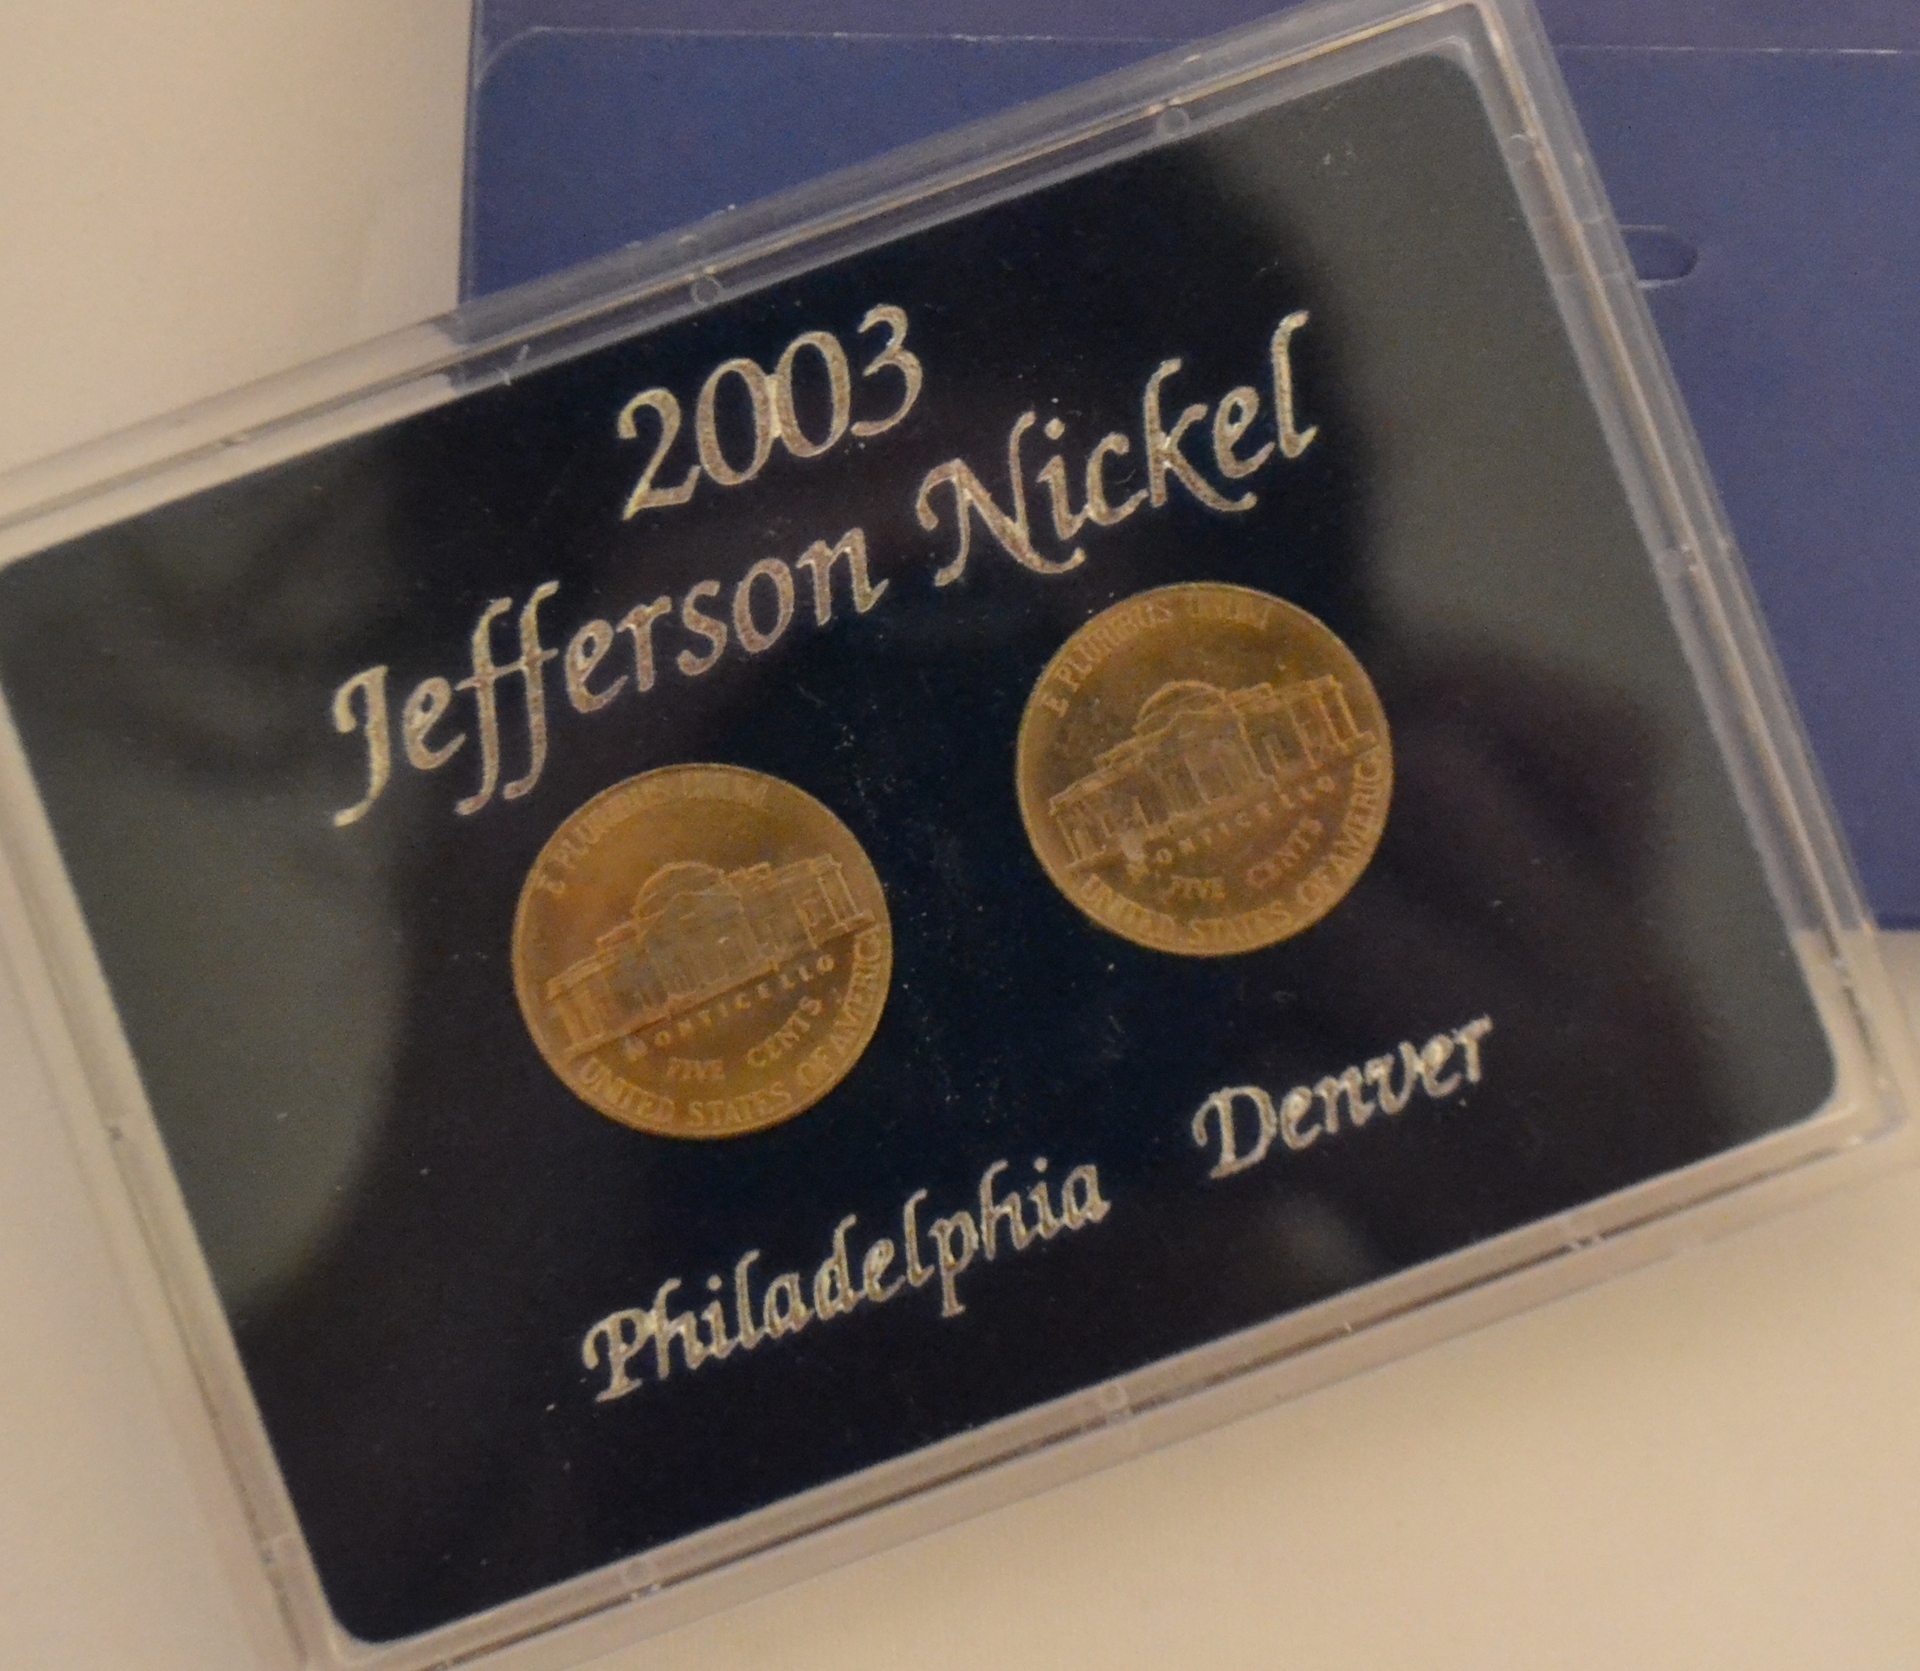 2003
Jefferson Nickel
E PLURIBUS UNUM
MONTICELLO
FIVE CENTS
UNITED STATES OF AMERICA
E PLURIBUS UNUM
MONTICELLO
FIVE CENTS
UNITED STATES OF AMERICA
Philadelphia Denver